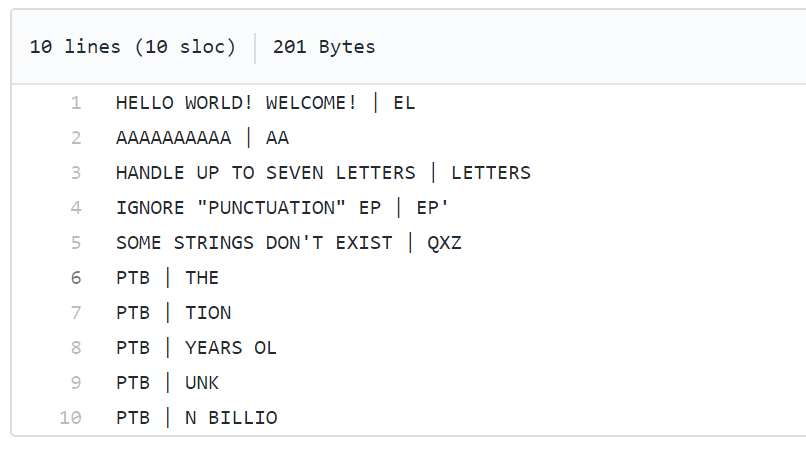 10 lines (10 sloc) | 201 Bytes
1 HELLO WORLD! WELCOME! | EL
2 AAAAAAAAAA | AA
3 HANDLE UP TO SEVEN LETTERS | LETTERS
4 IGNORE "PUNCTUATION" EP | EP'
5 SOME STRINGS DON'T EXIST | QXZ
6 PTB | THE
7 PTB | TION
8 PTB | YEARS OL
9 PTB | UNK
10 PTB | N BILLIO